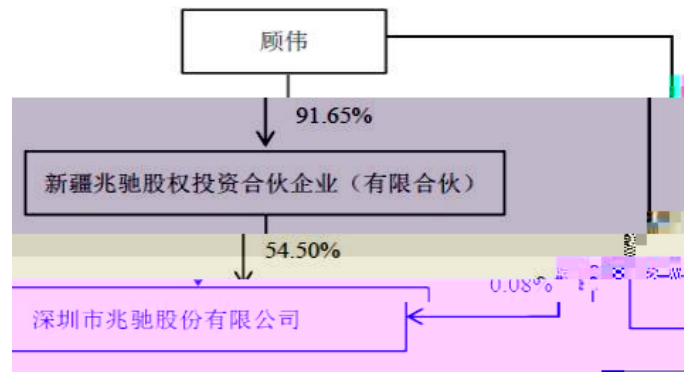 顾伟
91.65%
新疆兆驰股权投资合伙企业（有限合伙）
54.50%
0.08%
深圳市兆驰股份有限公司